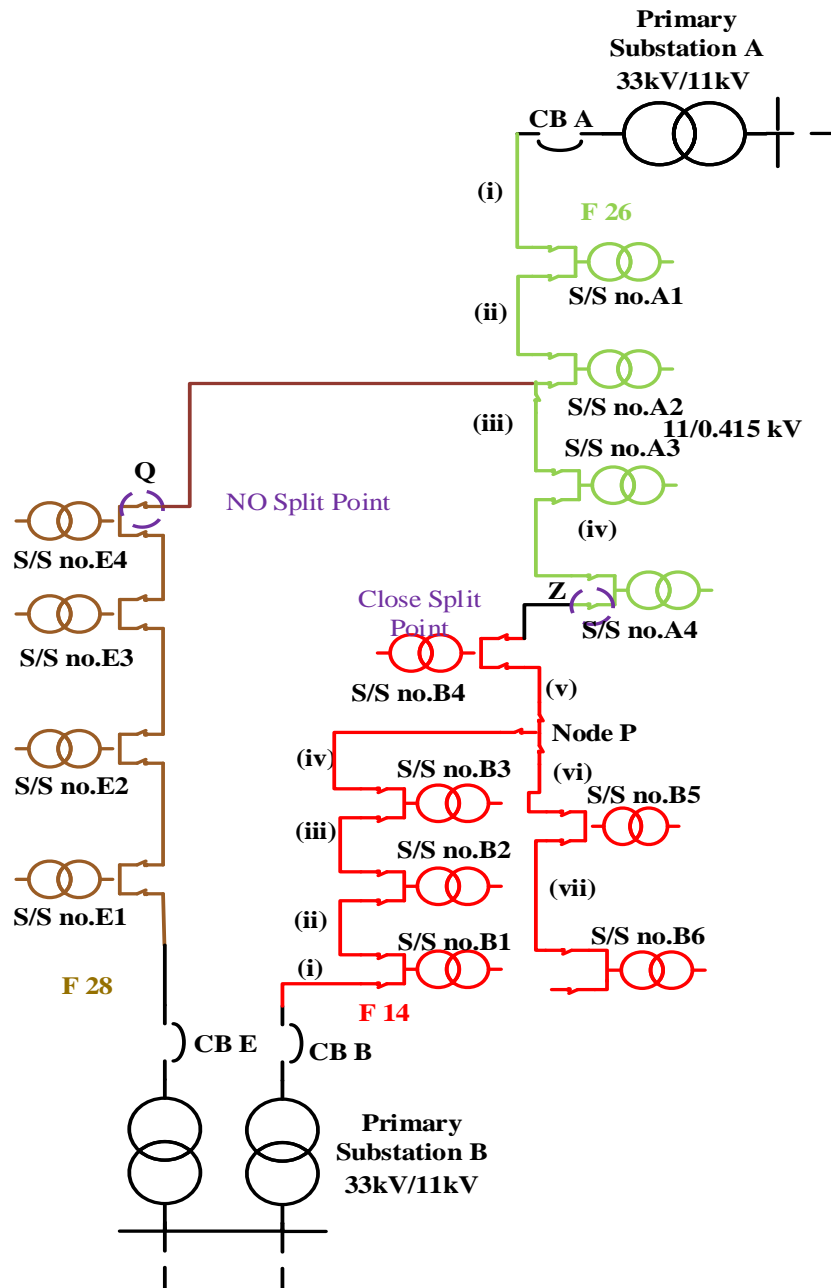 Primary
Substation A
33kV/11kV
CB A
(i)
F 26
S/S no.A1
(ii)
S/S no.A2
11/0.415 kV
(iii)
S/S no.A3
Q
NO Split Point
(iv)
S/S no.E4
Z
Close Split
Point
S/S no.A4
S/S no.E3
S/S no.B4
(v)
Node P
(iv)
S/S no.B3
(vi)
S/S no.E2
S/S no.B5
(iii)
S/S no.B2
(vii)
S/S no.E1
(ii)
S/S no.B1
S/S no.B6
(i)
F 28
F 14
CB E
CB B
Primary
Substation B
33kV/11kV